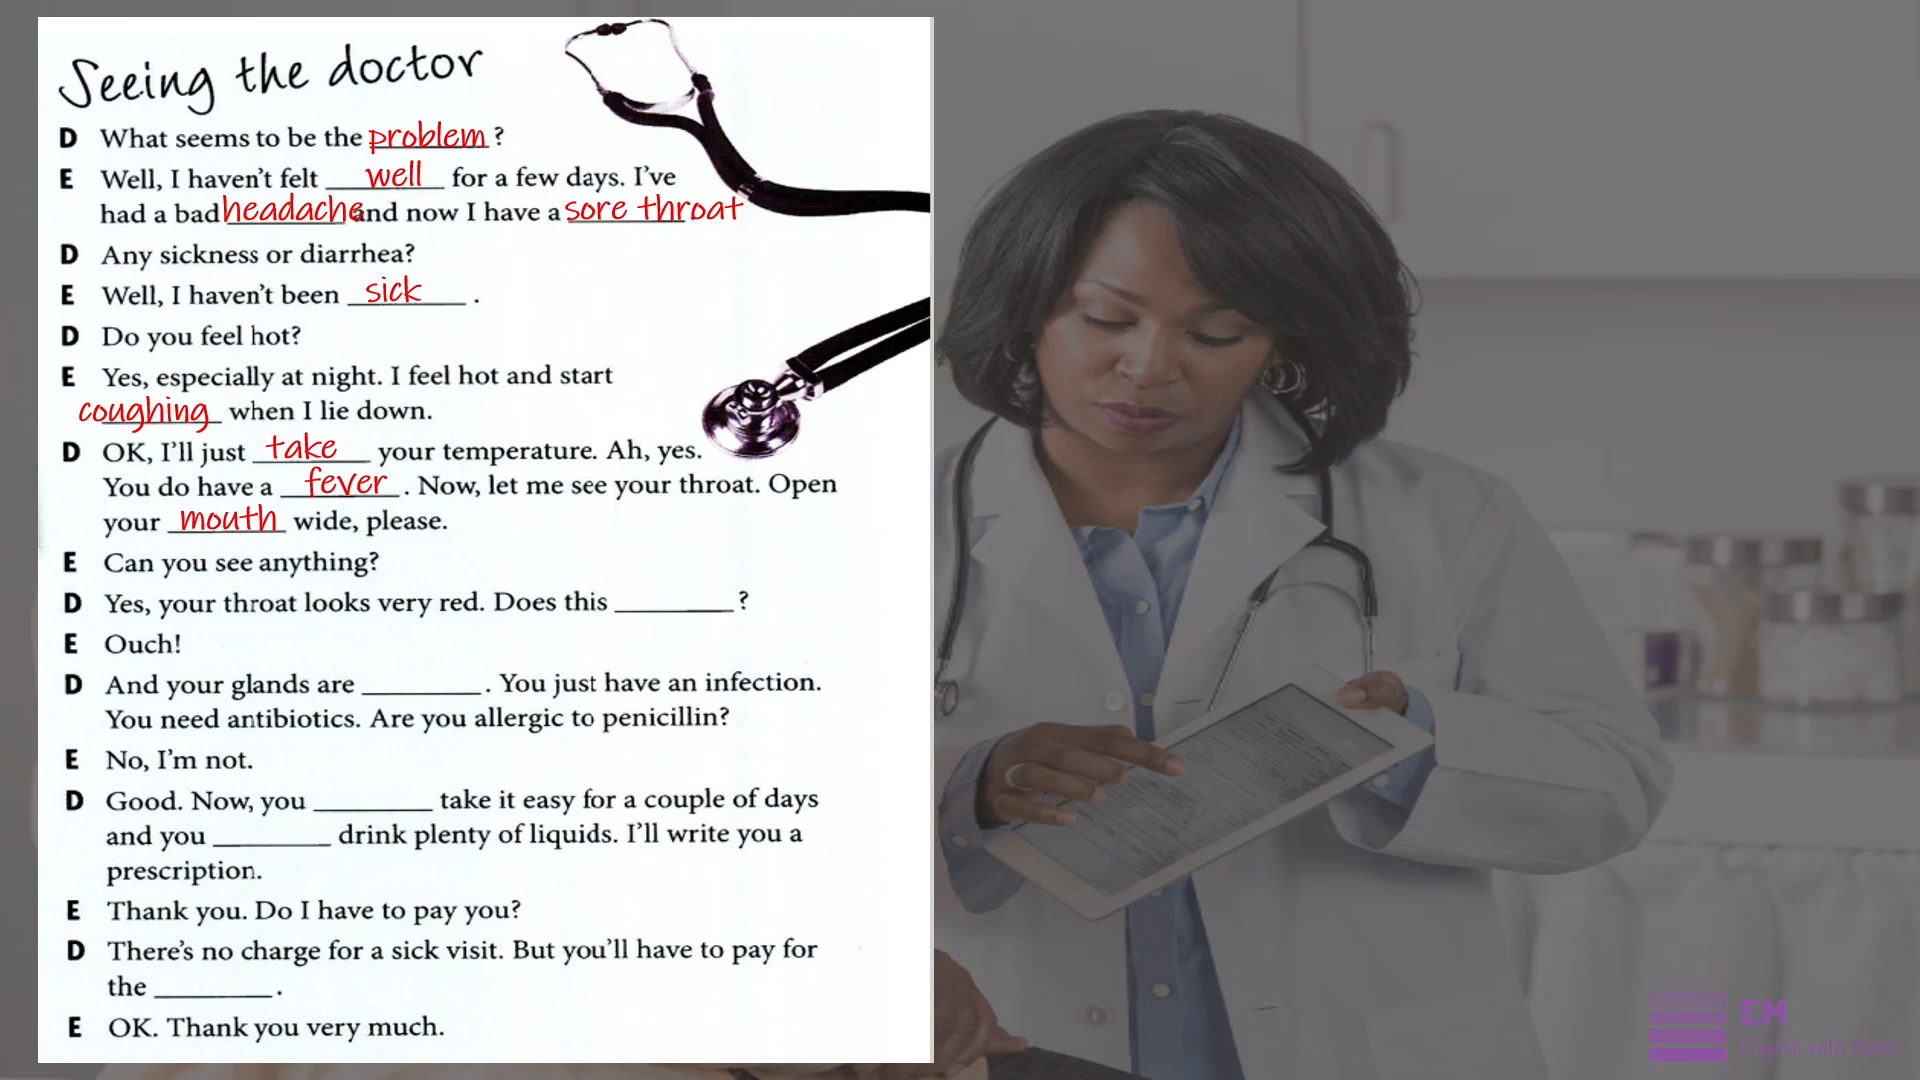 Seeing the doctor
D What seems to be the problem ?
E Well, I haven't felt well for a few days. I've
had a bad headache and now I have a sore throat
D Any sickness or diarrhea?
E Well, I haven't been sick .
D Do you feel hot?
E Yes, especially at night. I feel hot and start
coughing when I lie down.
D OK, I'll just take your temperature. Ah, yes.
You do have a fever . Now, let me see your throat. Open
your mouth wide, please.
E Can you see anything?
D Yes, your throat looks very red. Does this _________ ?
E Ouch!
D And your glands are _________ . You just have an infection.
You need antibiotics. Are you allergic to penicillin?
E No, I'm not.
D Good. Now, you _________ take it easy for a couple of days
and you _________ drink plenty of liquids. I'll write you a
prescription.
E Thank you. Do I have to pay you?
D There's no charge for a sick visit. But you'll have to pay for
the _________ .
E OK. Thank you very much.
EM
English with